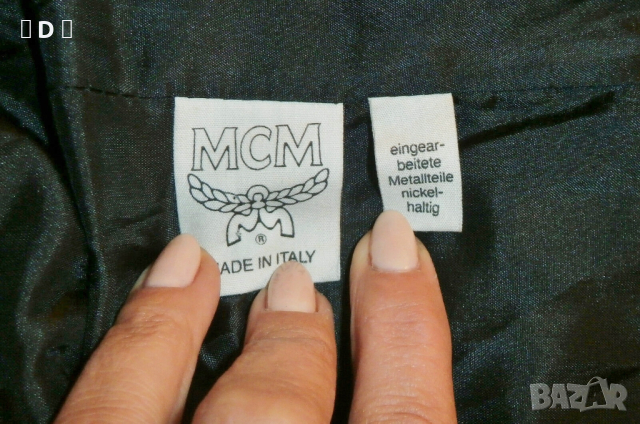 D
MCM
®
MADE IN ITALY
eingear-
beitete
Metallteile
nickel-
haltig
BAZAR